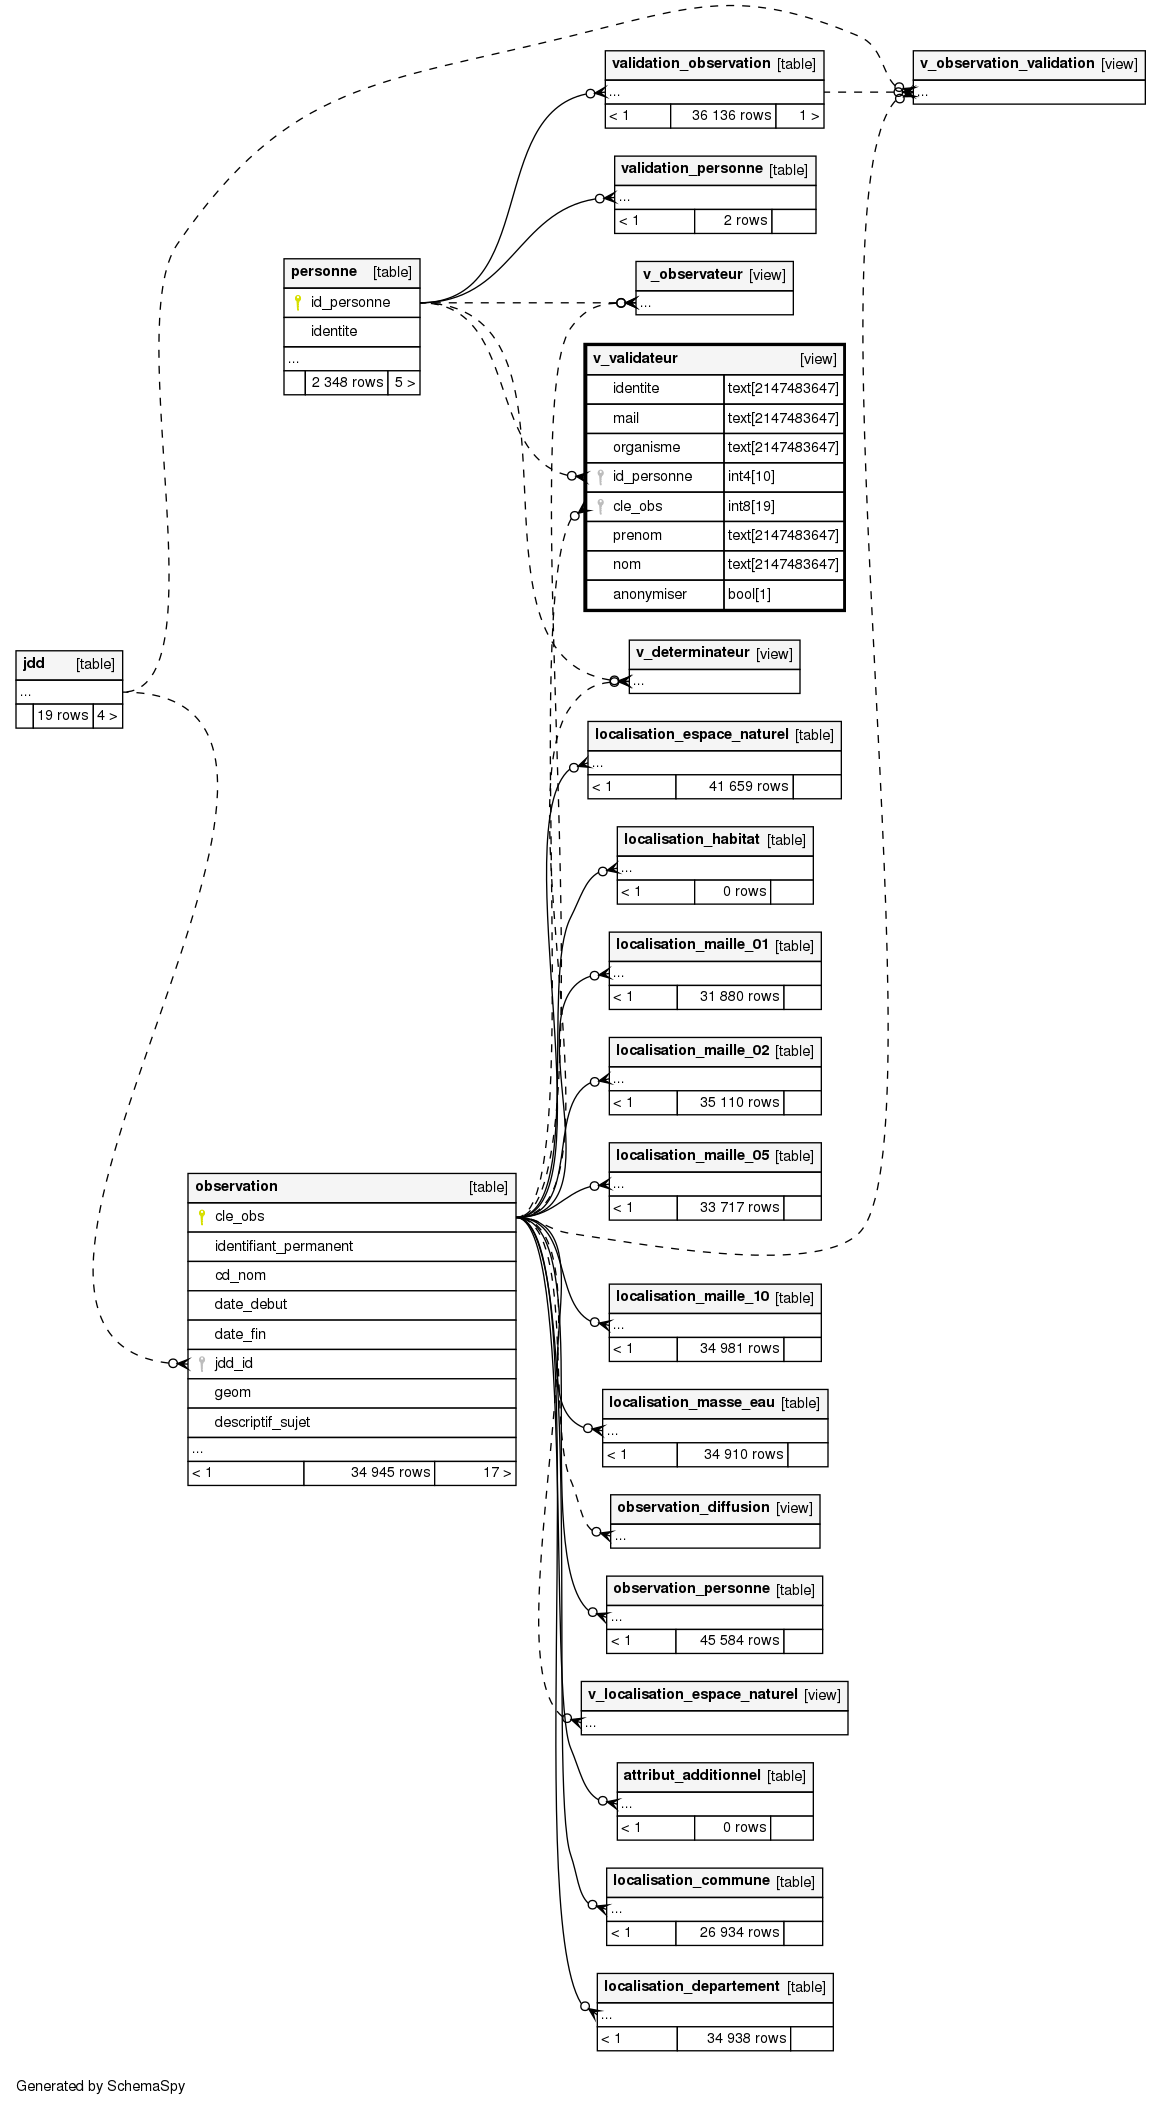 validation_observation [table]
...
< 1 36 136 rows 1 >
v_observation_validation [view]
...
validation_personne [table]
...
< 1 2 rows
personne [table]
id_personne
identite
...
2 348 rows 5 >
v_observateur [view]
...
v_validateur [view]
identite text[2147483647]
mail text[2147483647]
organisme text[2147483647]
id_personne int4[10]
cle_obs int8[19]
prenom text[2147483647]
nom text[2147483647]
anonymiser bool[1]
jdd [table]
...
19 rows 4 >
v_determinateur [view]
...
localisation_espace_naturel [table]
...
< 1 41 659 rows
localisation_habitat [table]
...
< 1 0 rows
localisation_maille_01 [table]
...
< 1 31 880 rows
localisation_maille_02 [table]
...
< 1 35 110 rows
localisation_maille_05 [table]
...
< 1 33 717 rows
observation [table]
cle_obs
identifiant_permanent
cd_nom
date_debut
date_fin
jdd_id
geom
descriptif_sujet
...
< 1 34 945 rows 17 >
localisation_maille_10 [table]
...
< 1 34 981 rows
localisation_masse_eau [table]
...
< 1 34 910 rows
observation_diffusion [view]
...
observation_personne [table]
...
< 1 45 584 rows
v_localisation_espace_naturel [view]
...
attribut_additionnel [table]
...
< 1 0 rows
localisation_commune [table]
...
< 1 26 934 rows
localisation_departement [table]
...
< 1 34 938 rows
Generated by SchemaSpy